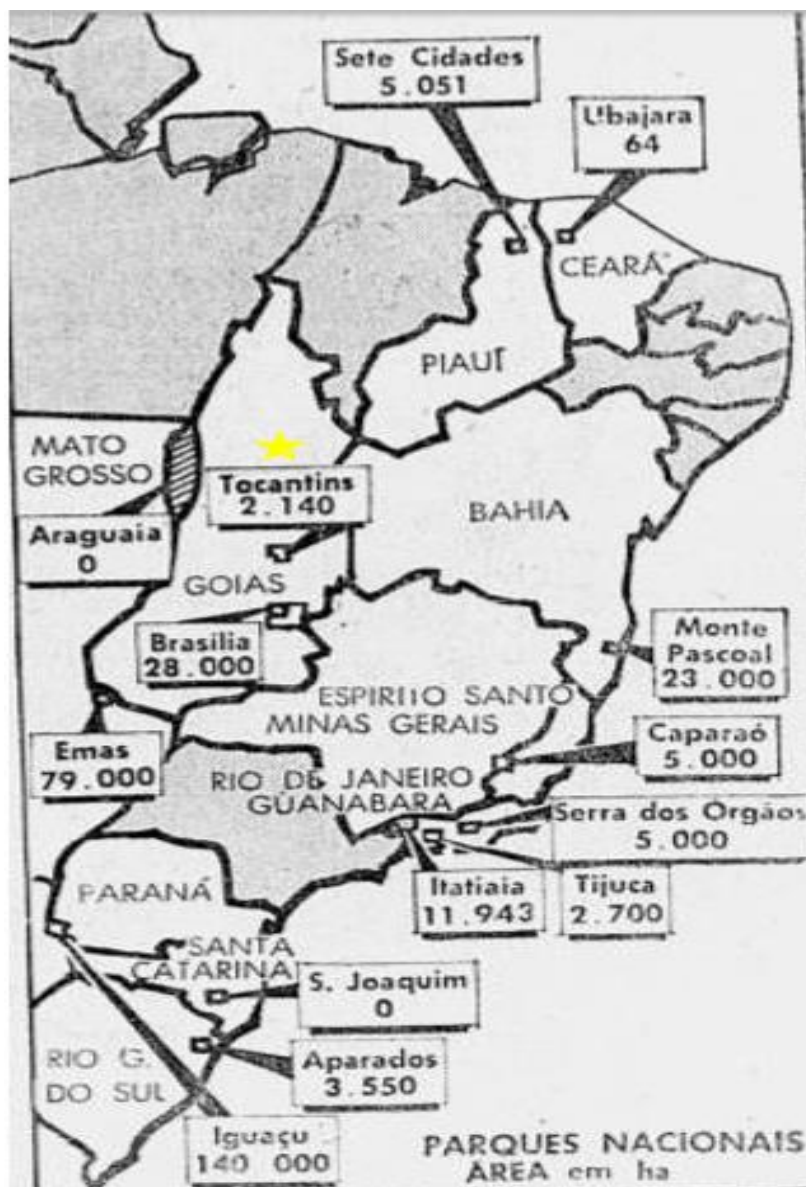 Sete Cidades
5.051
Ubajara
64
CEARÁ
PIAUÍ
MATO
GROSSO
Tocantins
2.140
BAHIA
Araguaia
0
GOIAS
Brasília
28.000
Monte
Pascoal
23.000
ESPIRITO SANTO
MINAS GERAIS
Emas
79.000
Caparaó
5.000
RIO DE JANEIRO
GUANABARA
Serra dos Órgãos
5.000
PARANÁ
Itatiaia
11.943
Tijuca
2.700
SANTA
CATARINA
S. Joaquim
0
RIO G.
DO SUL
Aparados
3.550
Iguaçu
140 000
PARQUES NACIONAIS
ÁREA em ha